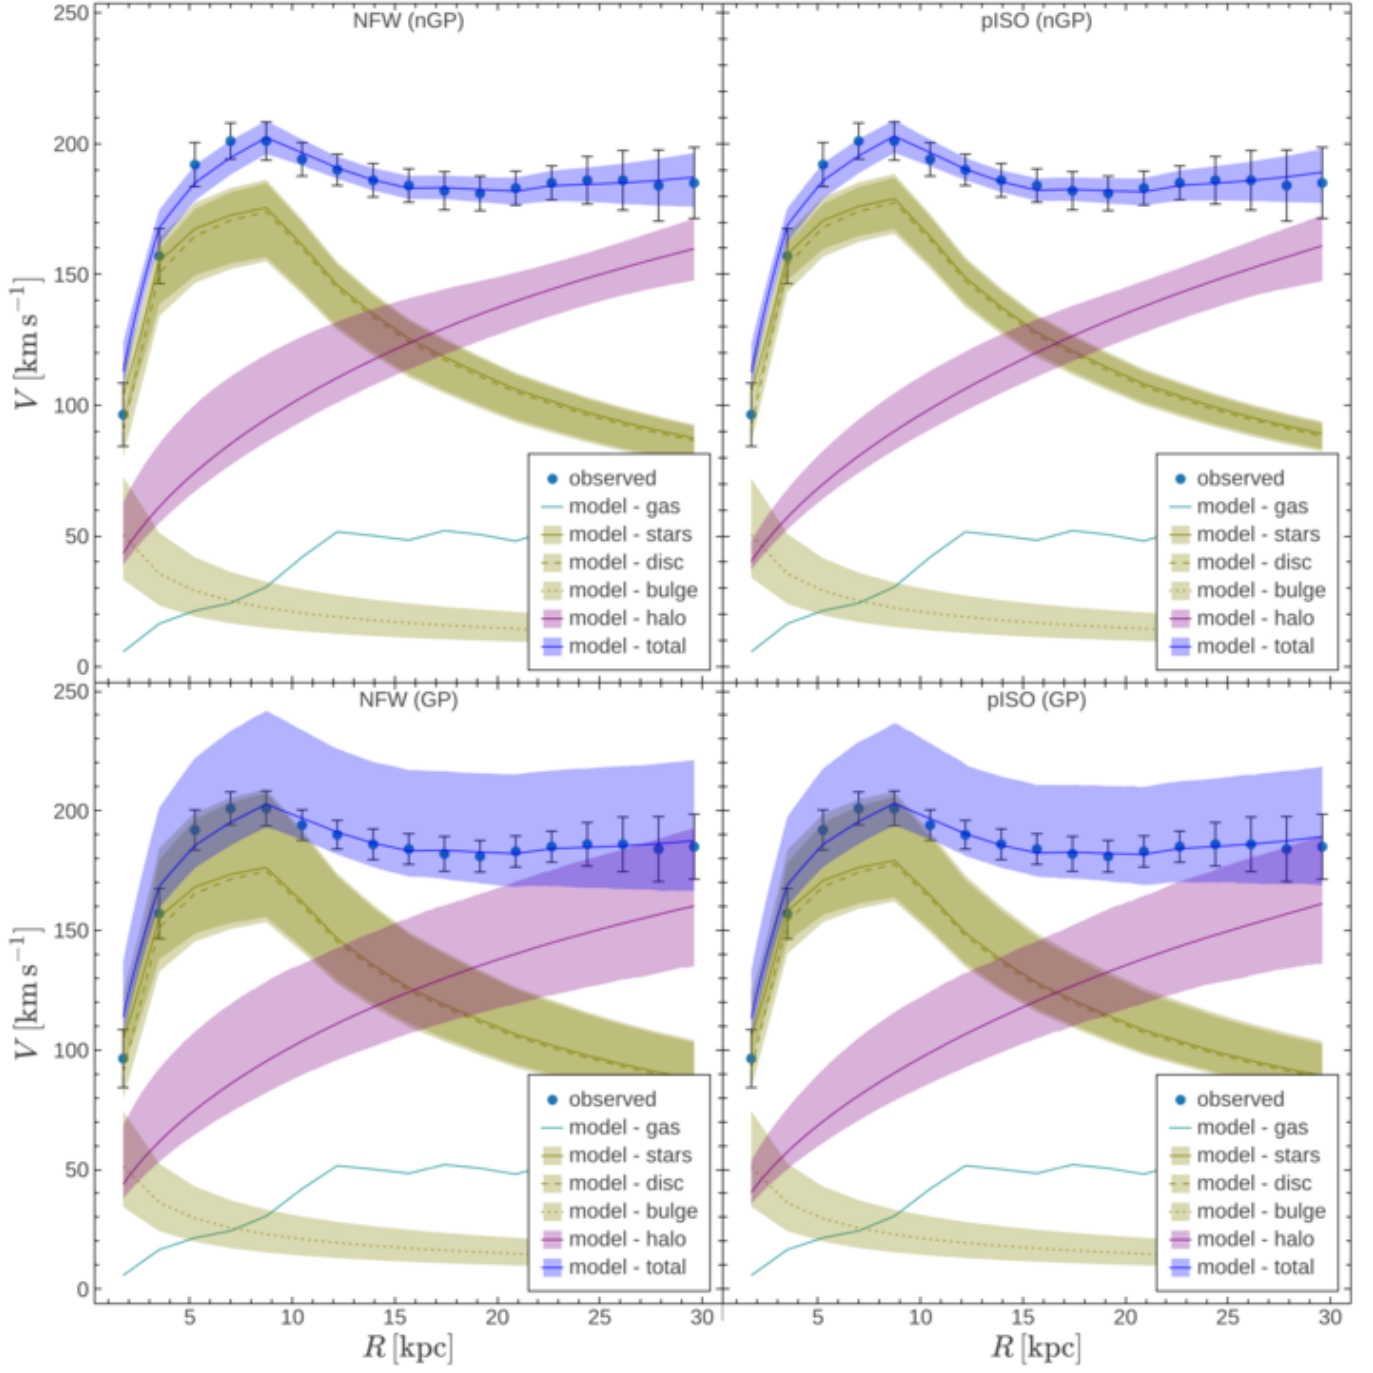 NFW (nGP)
pISO (nGP)
250
200
150
100
50
0
V [km s⁻¹]
observed
model - gas
model - stars
model - disc
model - bulge
model - halo
model - total
observed
model - gas
model - stars
model - disc
model - bulge
model - halo
model - total
NFW (GP)
pISO (GP)
250
200
150
100
50
0
V [km s⁻¹]
observed
model - gas
model - stars
model - disc
model - bulge
model - halo
model - total
observed
model - gas
model - stars
model - disc
model - bulge
model - halo
model - total
5 10 15 20 25 30
5 10 15 20 25 30
R [kpc]
R [kpc]